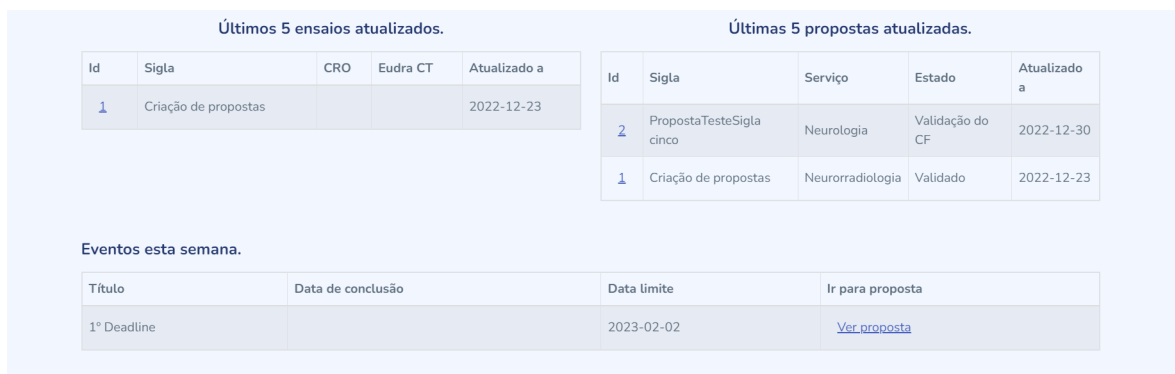 Últimos 5 ensaios atualizados.
Id Sigla CRO Eudra CT Atualizado a
1 Criação de propostas 2022-12-23
Últimas 5 propostas atualizadas.
Id Sigla Serviço Estado Atualizado
a
2 PropostaTesteSigla
cinco Neurologia Validação do
CF 2022-12-30
1 Criação de propostas Neurorradiologia Validado 2022-12-23
Eventos esta semana.
Título Data de conclusão Data limite Ir para proposta
1º Deadline 2023-02-02 Ver proposta